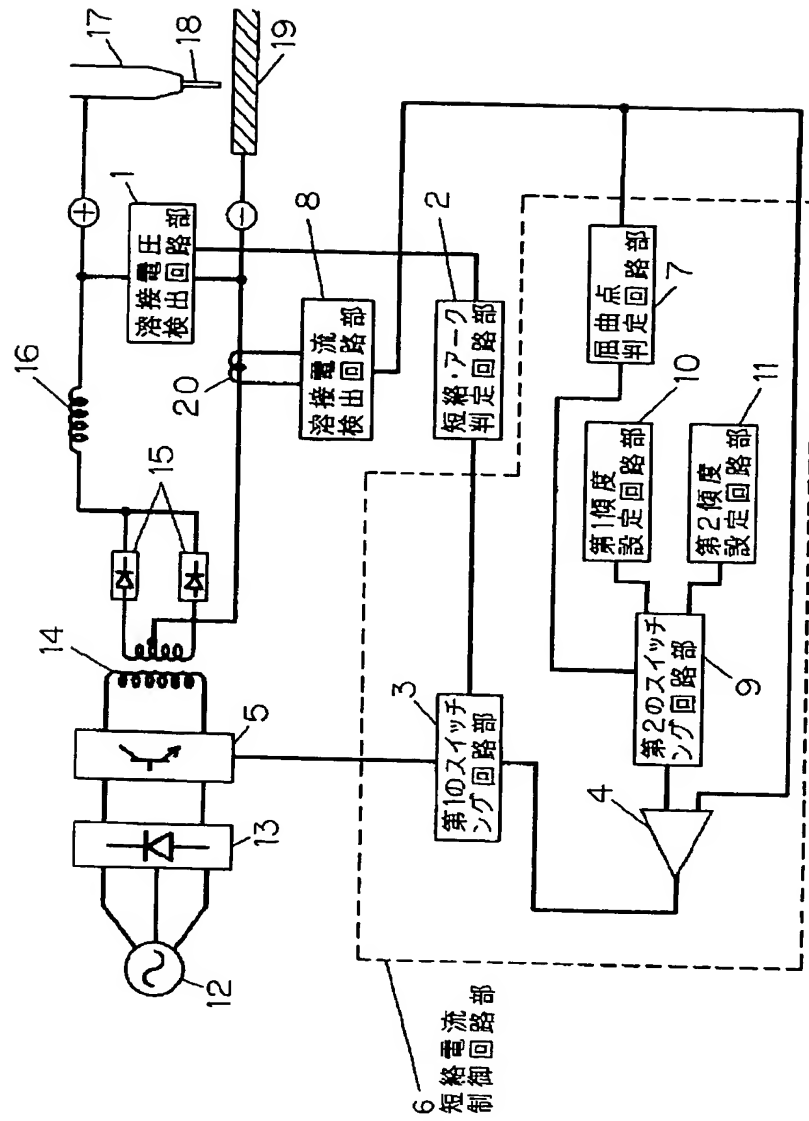 17
18
19
1
溶接電圧
検出回路部
16
15
14
5
13
12
20
8
溶接電流
検出回路部
2
短絡・アーク
判定回路部
3
第1のスイッチ
ング回路部
屈曲点
判定回路部
7
10
第1傾度
設定回路部
11
第2傾度
設定回路部
第2のスイッチ
ング回路部
9
4
6
短絡電流
制御回路部